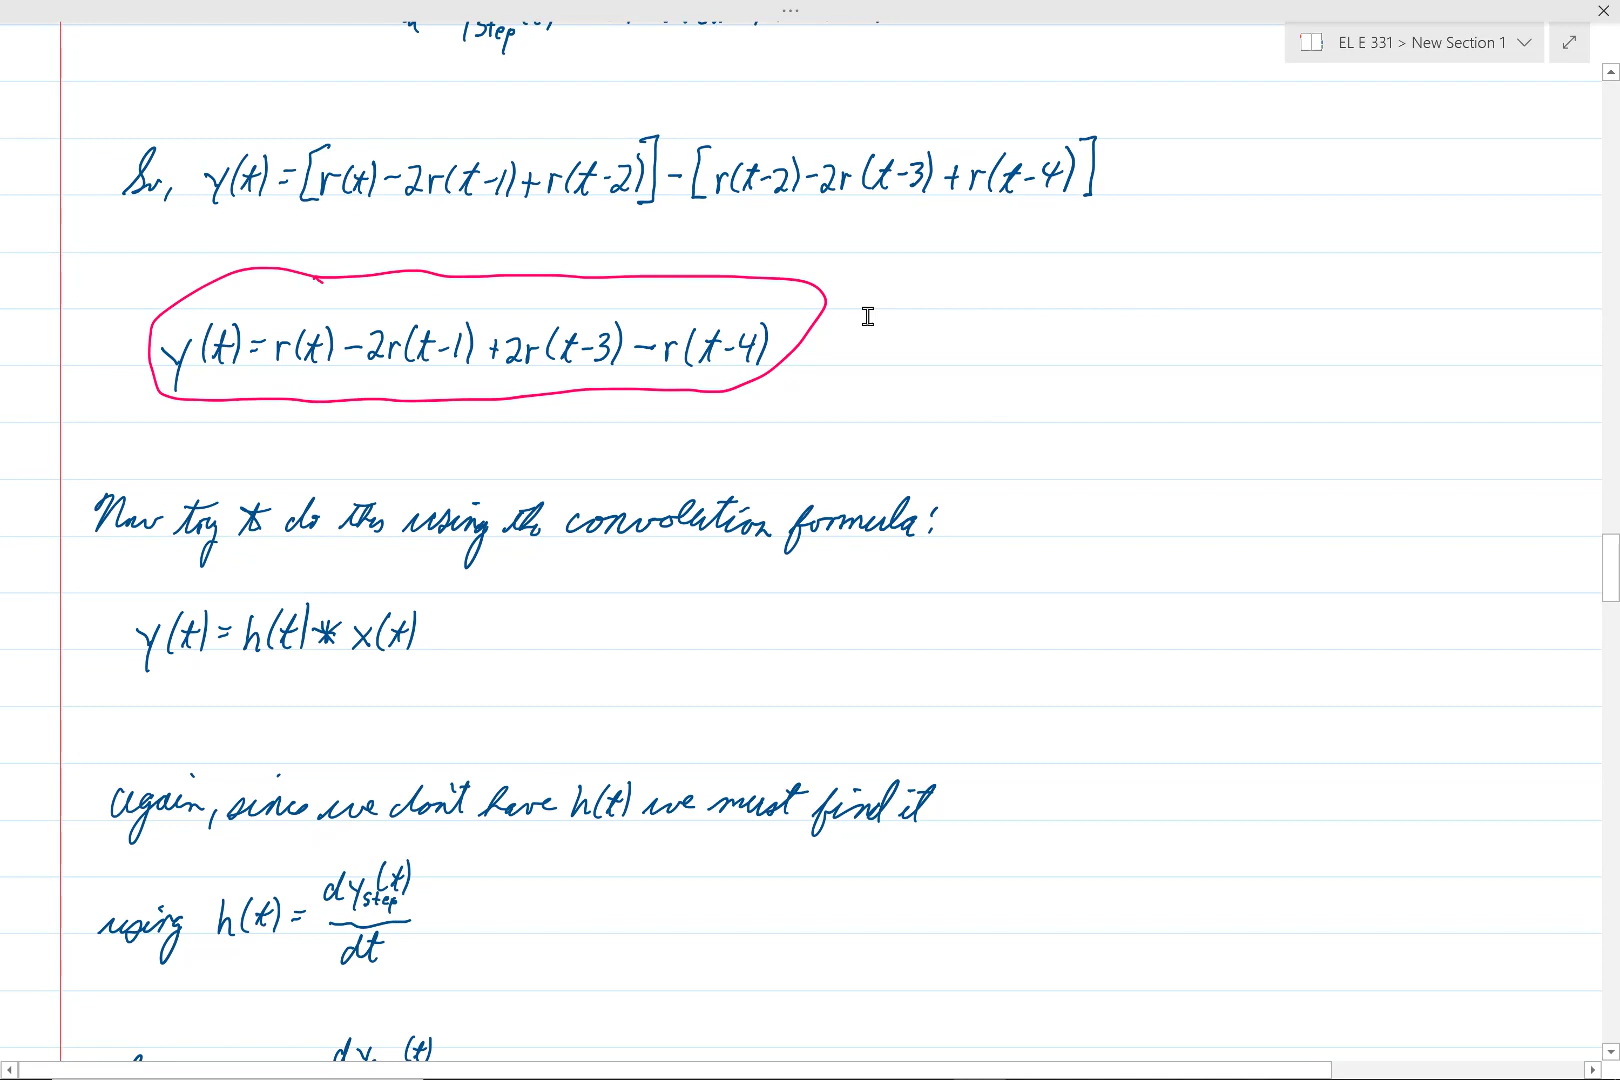 EL E 331 > New Section 1
So, y(t) = [r(t) - 2r(t-1) + r(t-2)] - [r(t-2) - 2r(t-3) + r(t-4)]
y(t) = r(t) - 2r(t-1) + 2r(t-3) - r(t-4)
Now try to do this using the convolution formula:
y(t) = h(t) * x(t)
Again, since we don't have h(t) we must find it
using h(t) = dy_step(t)/dt